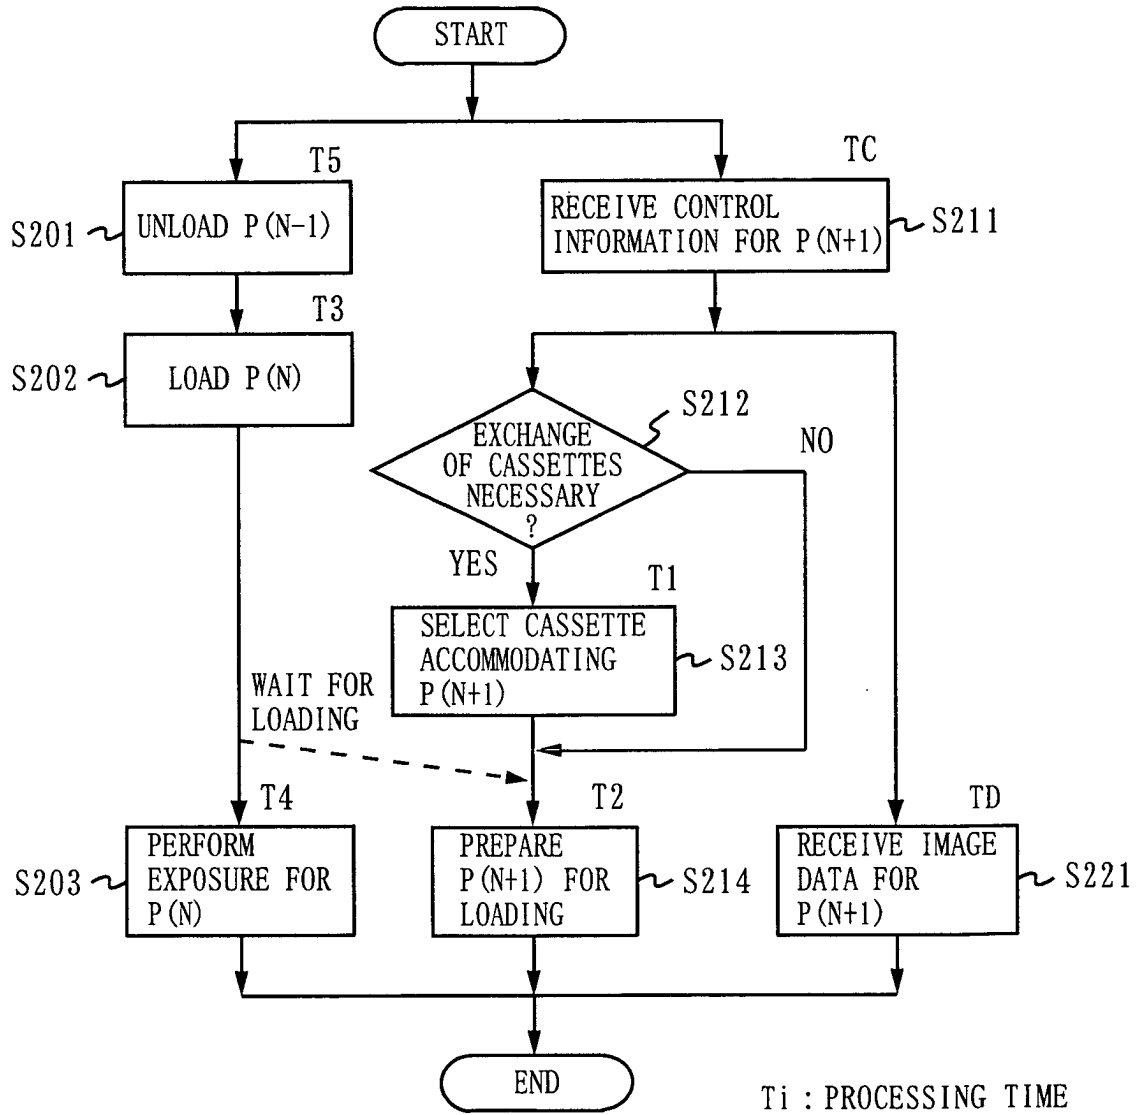 START
T5
TC
S201
UNLOAD P(N-1)
RECEIVE CONTROL
INFORMATION FOR P(N+1)
S211
T3
S202
LOAD P(N)
S212
EXCHANGE
OF CASSETTES
NECESSARY
?
NO
YES
T1
SELECT CASSETTE
ACCOMMODATING
P(N+1)
S213
WAIT FOR
LOADING
T4
T2
TD
S203
PERFORM
EXPOSURE FOR
P(N)
PREPARE
P(N+1) FOR
LOADING
S214
RECEIVE IMAGE
DATA FOR
P(N+1)
S221
END
Ti : PROCESSING TIME